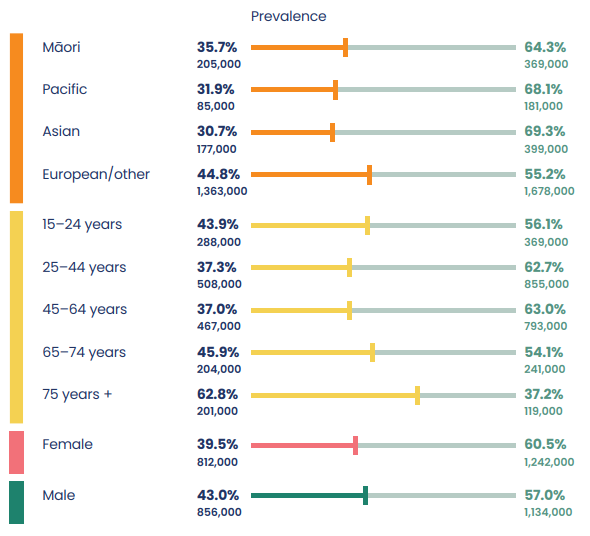 Prevalence
Māori 35.7% 64.3%
205,000 369,000
Pacific 31.9% 68.1%
85,000 181,000
Asian 30.7% 69.3%
177,000 399,000
European/other 44.8% 55.2%
1,363,000 1,678,000
15–24 years 43.9% 56.1%
288,000 369,000
25–44 years 37.3% 62.7%
508,000 855,000
45–64 years 37.0% 63.0%
467,000 793,000
65–74 years 45.9% 54.1%
204,000 241,000
75 years + 62.8% 37.2%
201,000 119,000
Female 39.5% 60.5%
812,000 1,242,000
Male 43.0% 57.0%
856,000 1,134,000